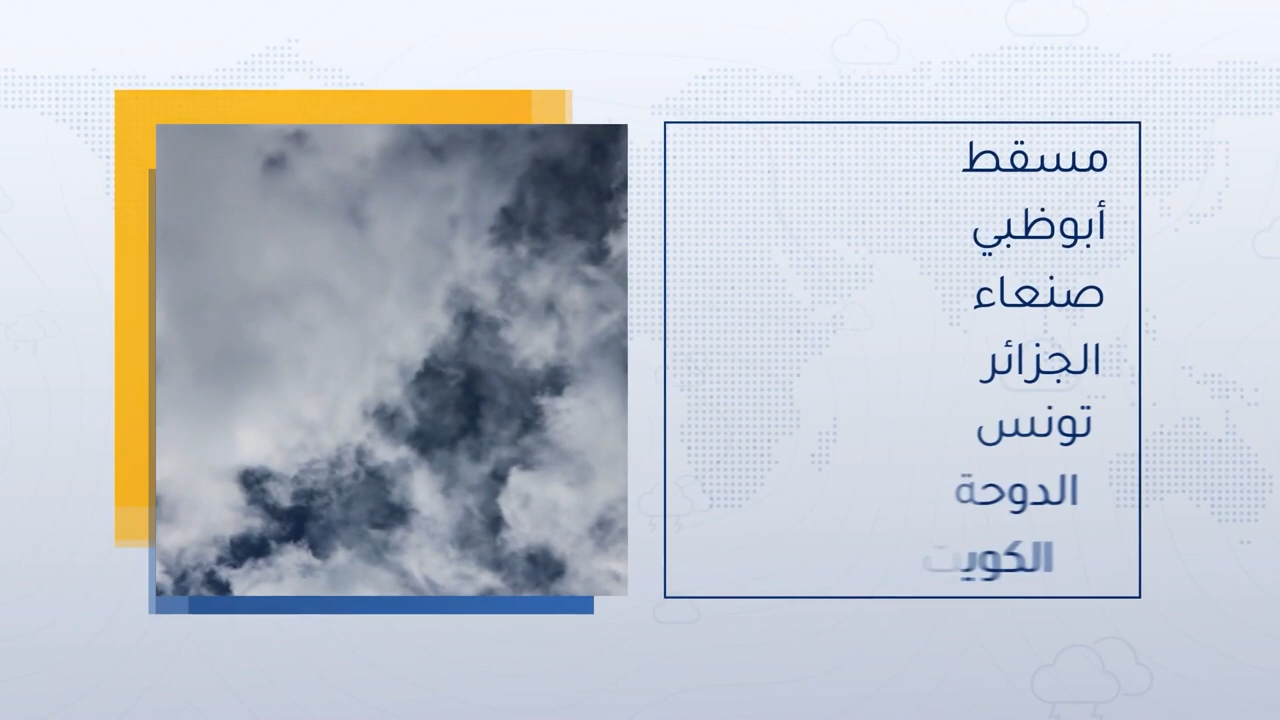 مسقط
أبوظبي
صنعاء
الجزائر
تونس
الدوحة
الكويت